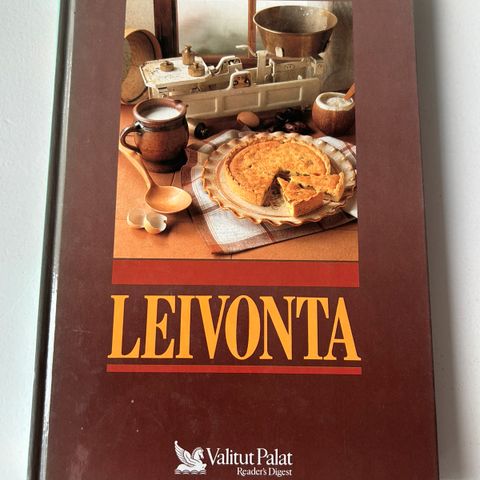 LEIVONTA
Valitut Palat
Reader's Digest